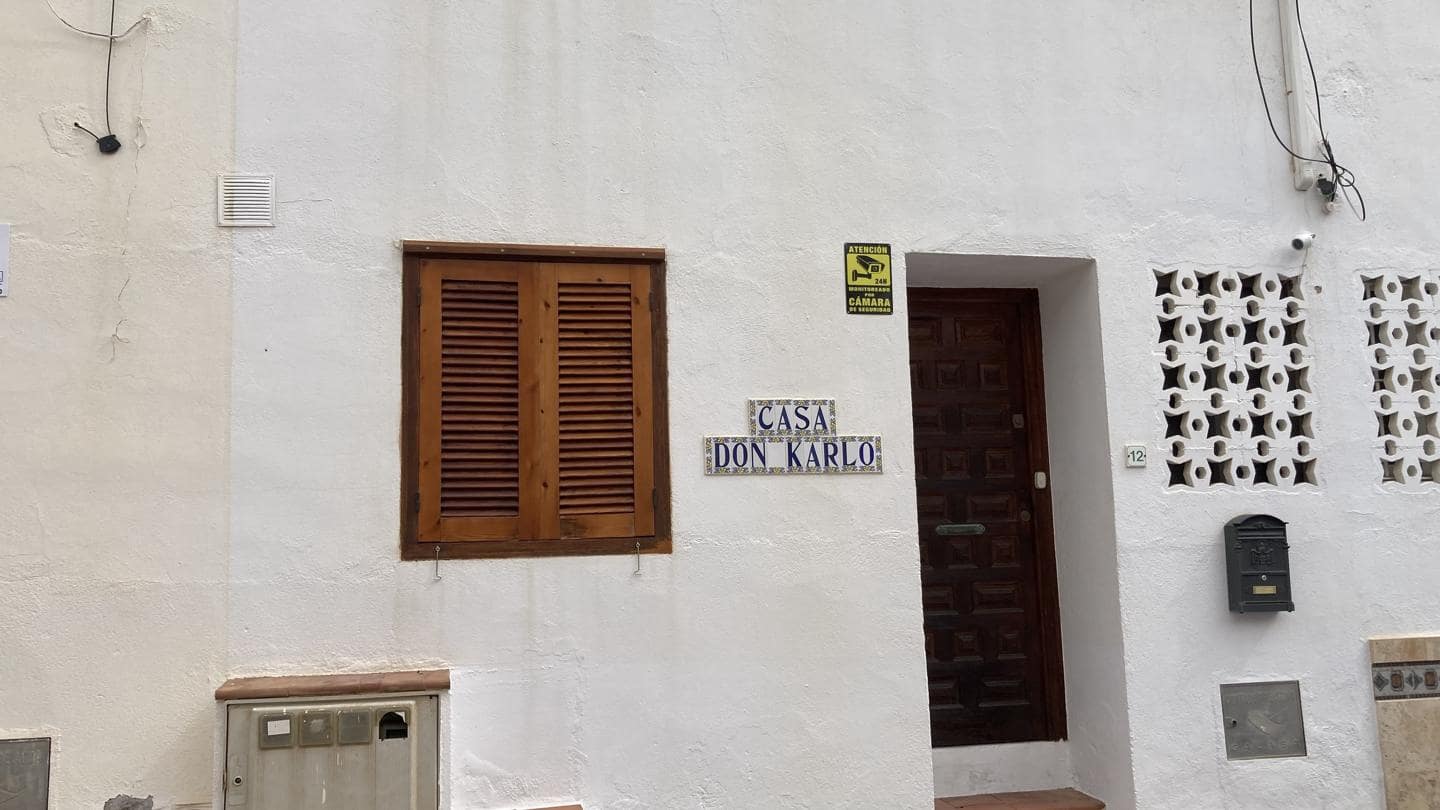 ATENCIÓN
24H
MONITOREADO
POR
CÁMARA
DE SEGURIDAD
CASA
DON KARLO
12